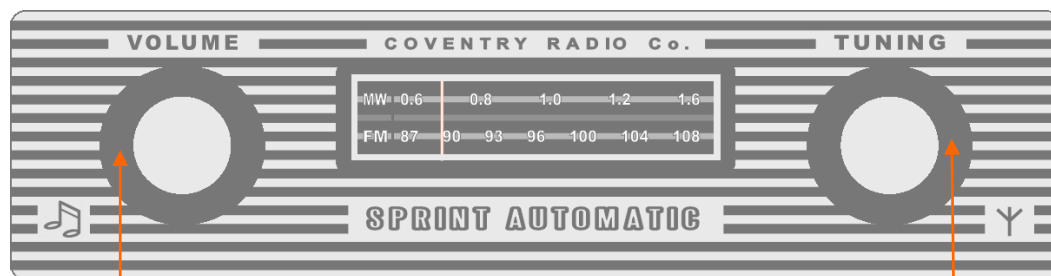 VOLUME COVENTRY RADIO Co. TUNING
MW 0.6 0.8 1.0 1.2 1.6
FM 87 90 93 96 100 104 108
SPRINT AUTOMATIC